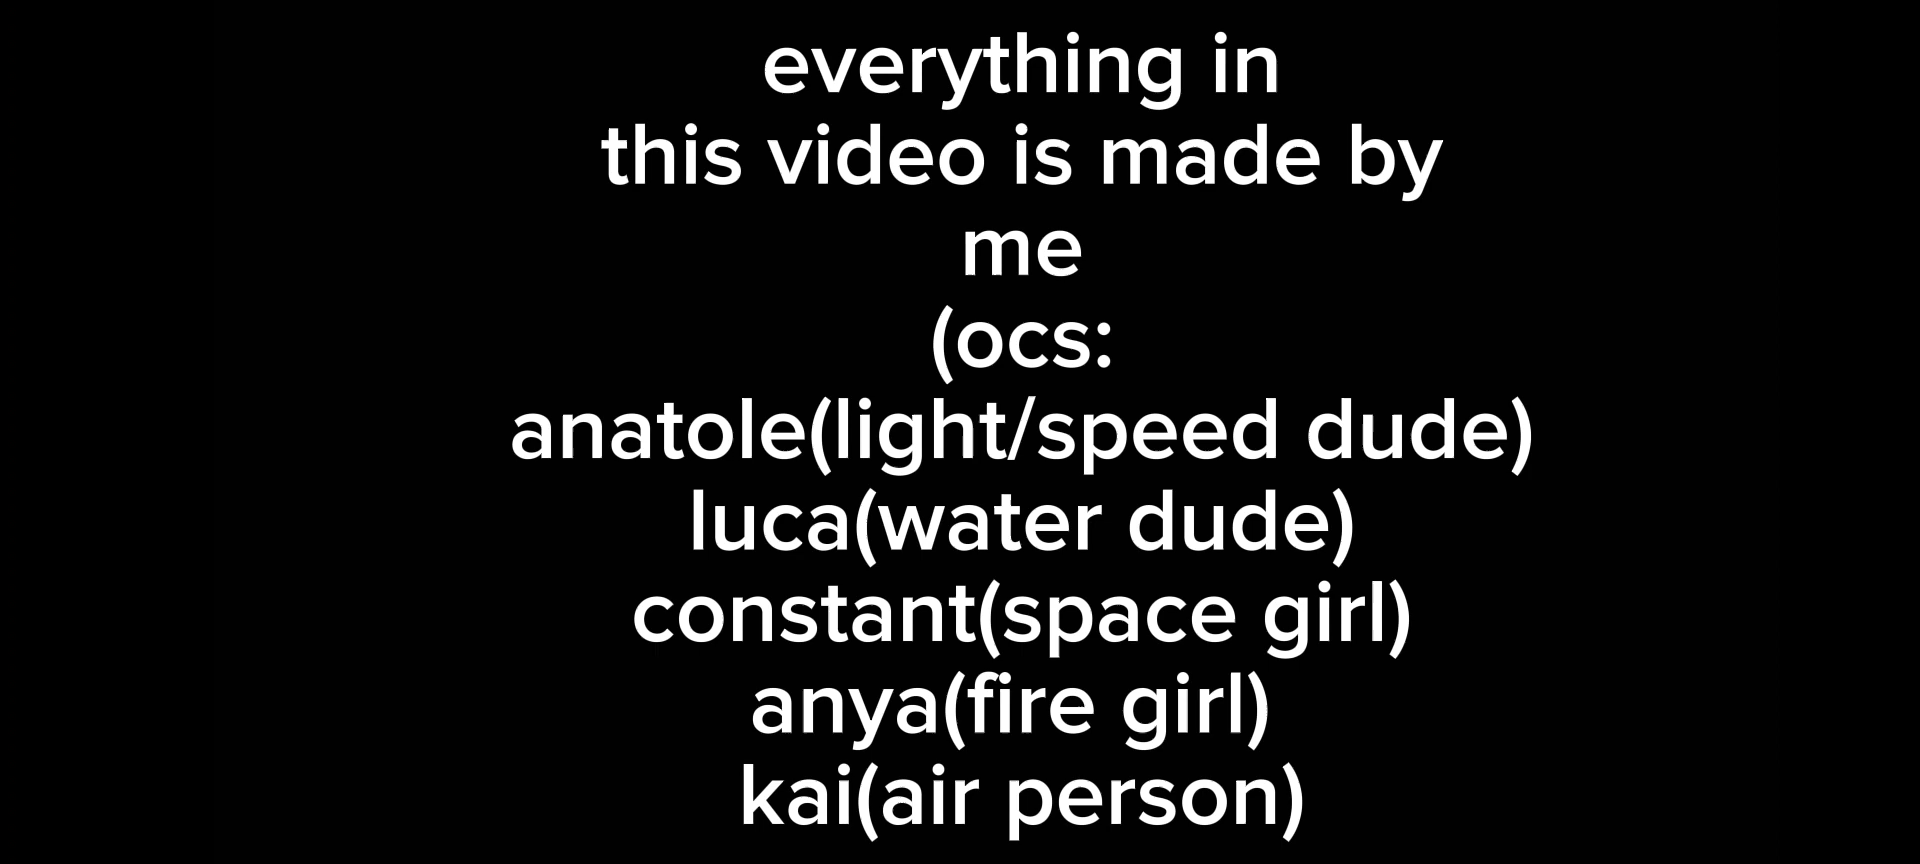 everything in
this video is made by
me
(ocs:
anatole(light/speed dude)
luca(water dude)
constant(space girl)
anya(fire girl)
kai(air person)